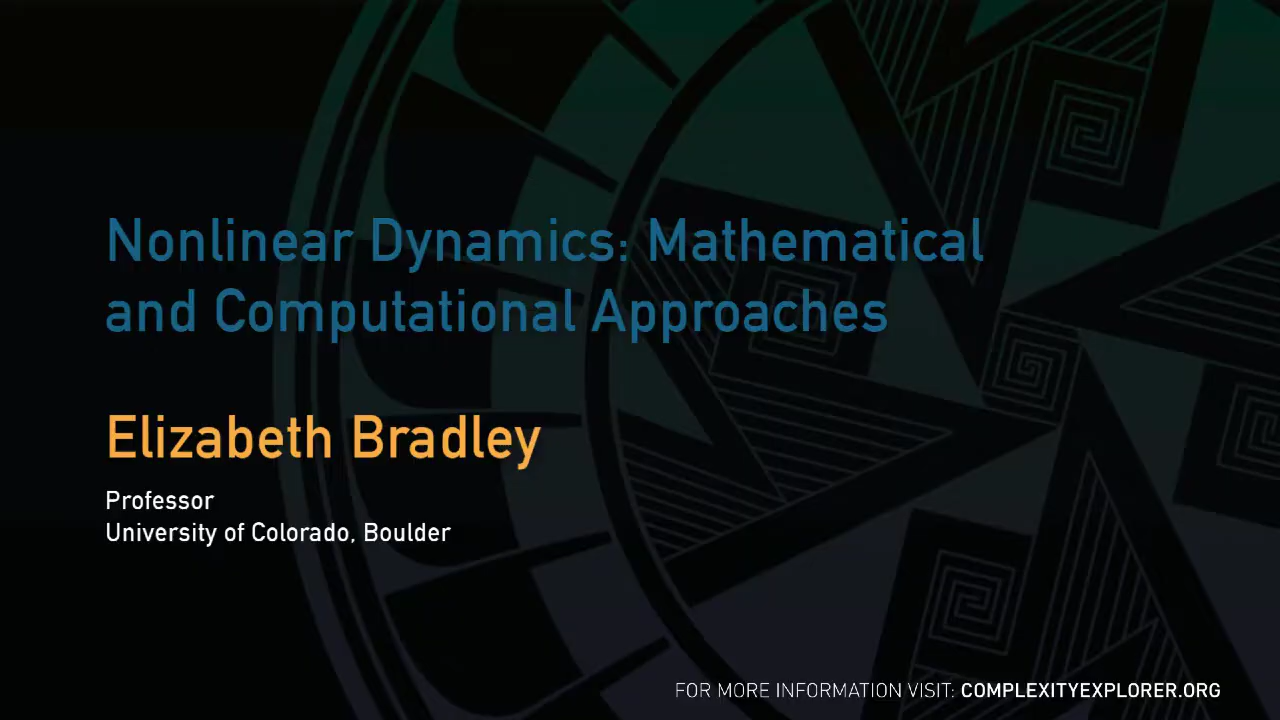 Nonlinear Dynamics: Mathematical
and Computational Approaches
Elizabeth Bradley
Professor
University of Colorado, Boulder
FOR MORE INFORMATION VISIT: COMPLEXITYEXPLORER.ORG